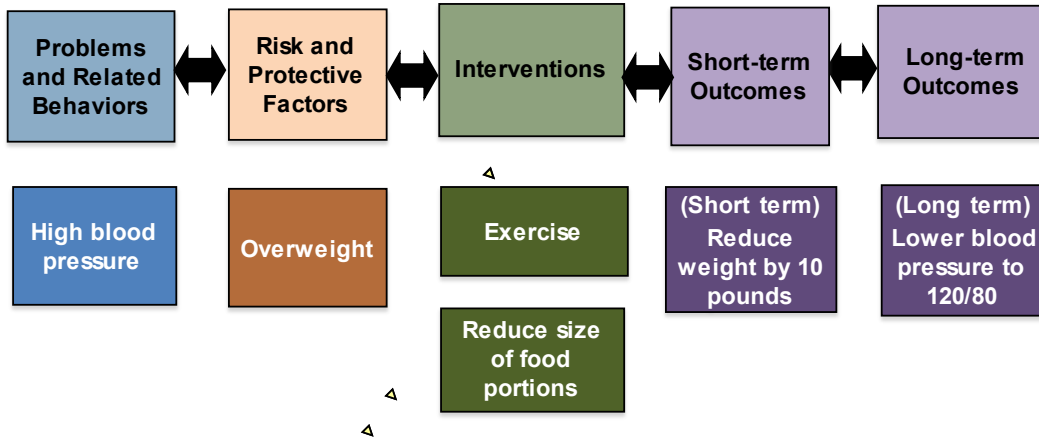 Problems
and Related
Behaviors
Risk and
Protective
Factors
Interventions
Short-term
Outcomes
Long-term
Outcomes
High blood
pressure
Overweight
Exercise
(Short term)
Reduce
weight by 10
pounds
(Long term)
Lower blood
pressure to
120/80
Reduce size
of food
portions